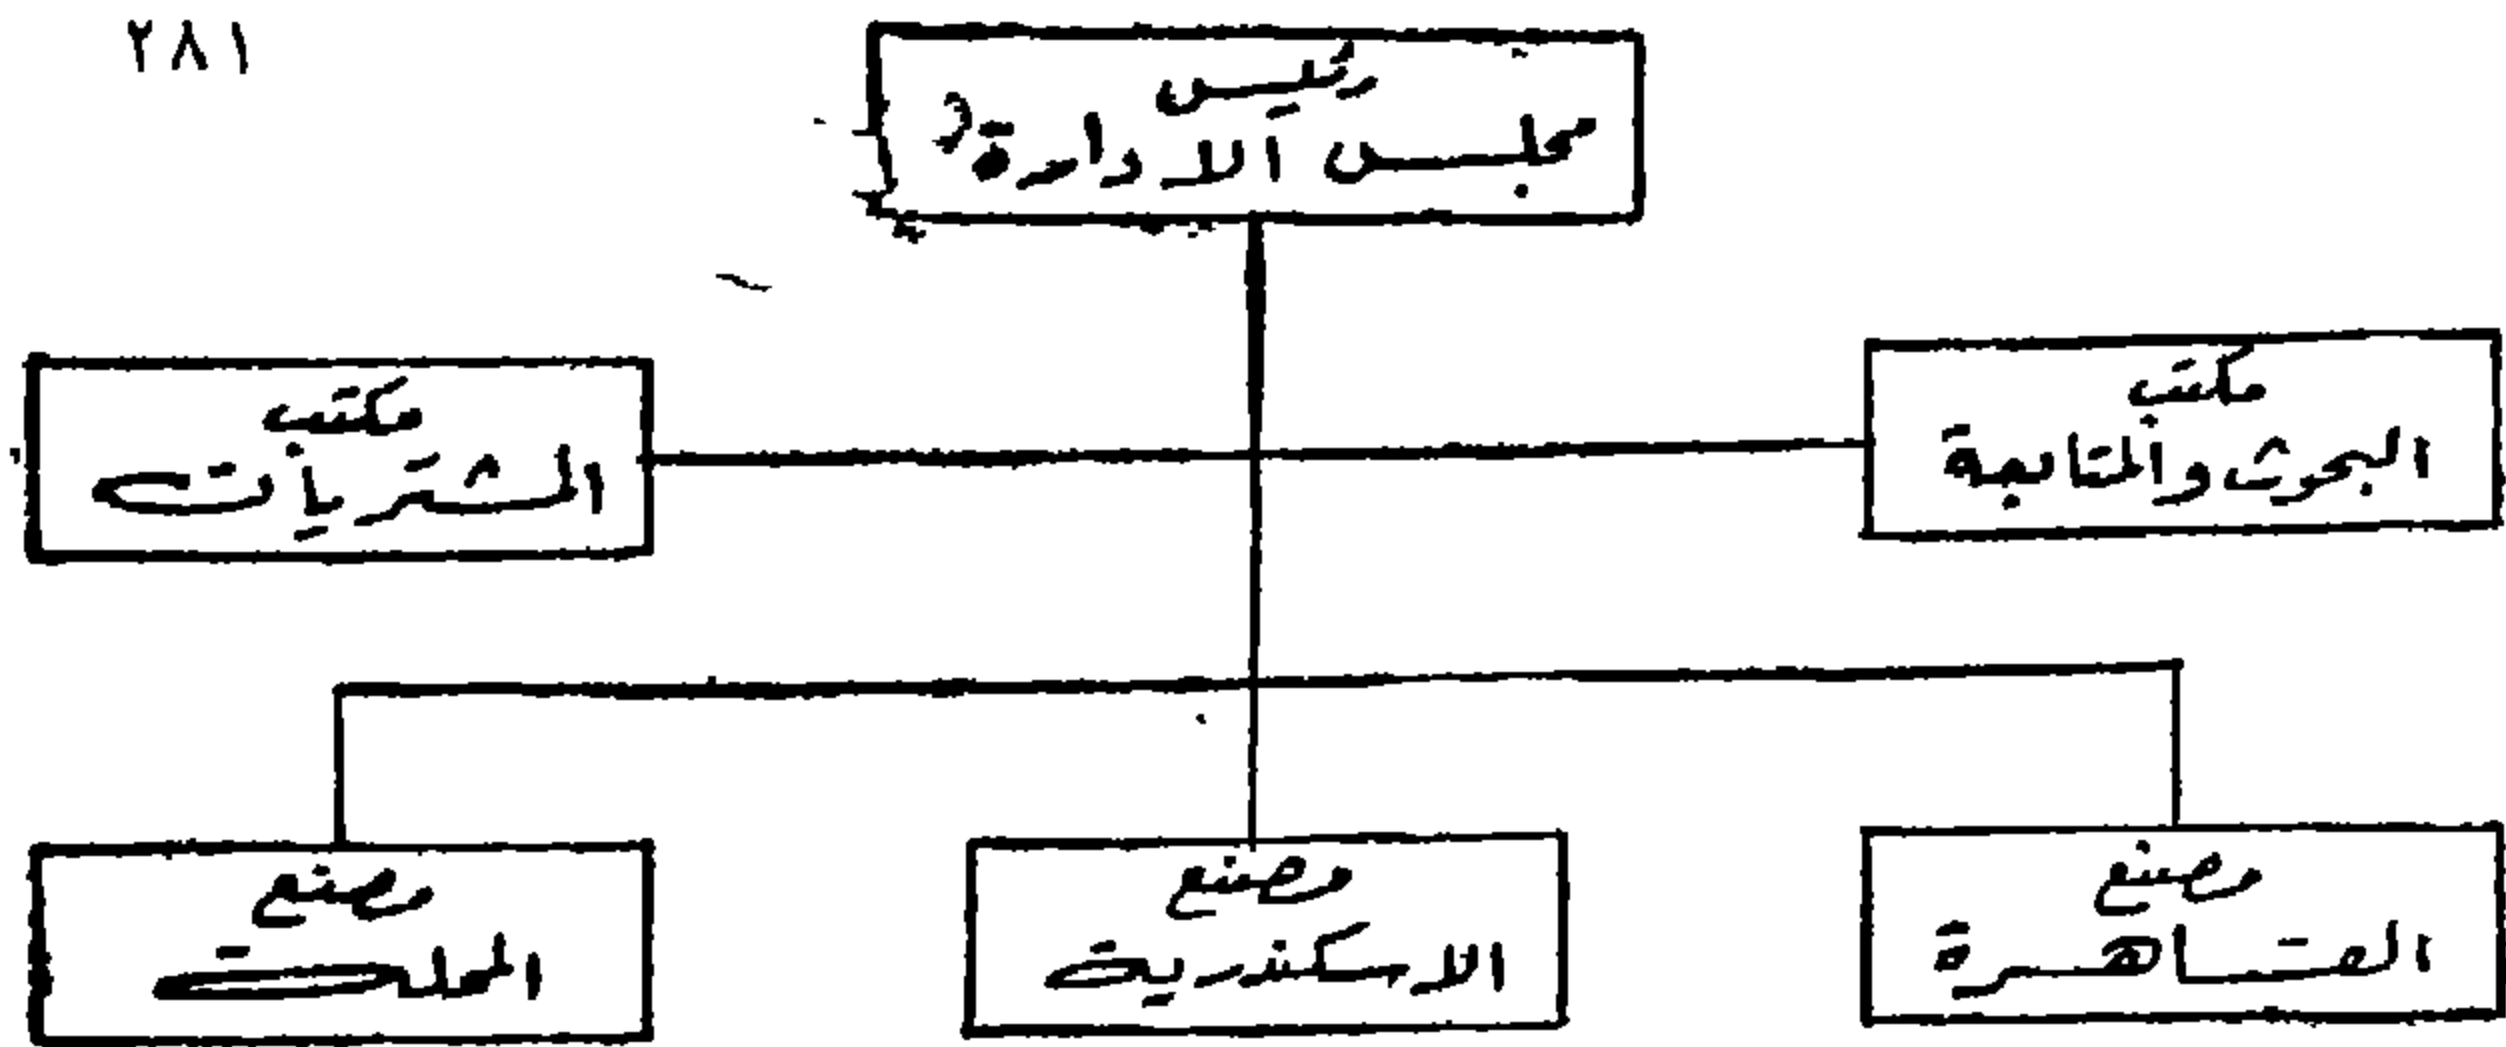 ٢٨١
رئيس
مجلس الادارة
مكتب
البحوث والمتابعة
مكتب
المشتريات
مصنع
القاهرة
مصنع
الاسكندرية
مصنع
المحلة